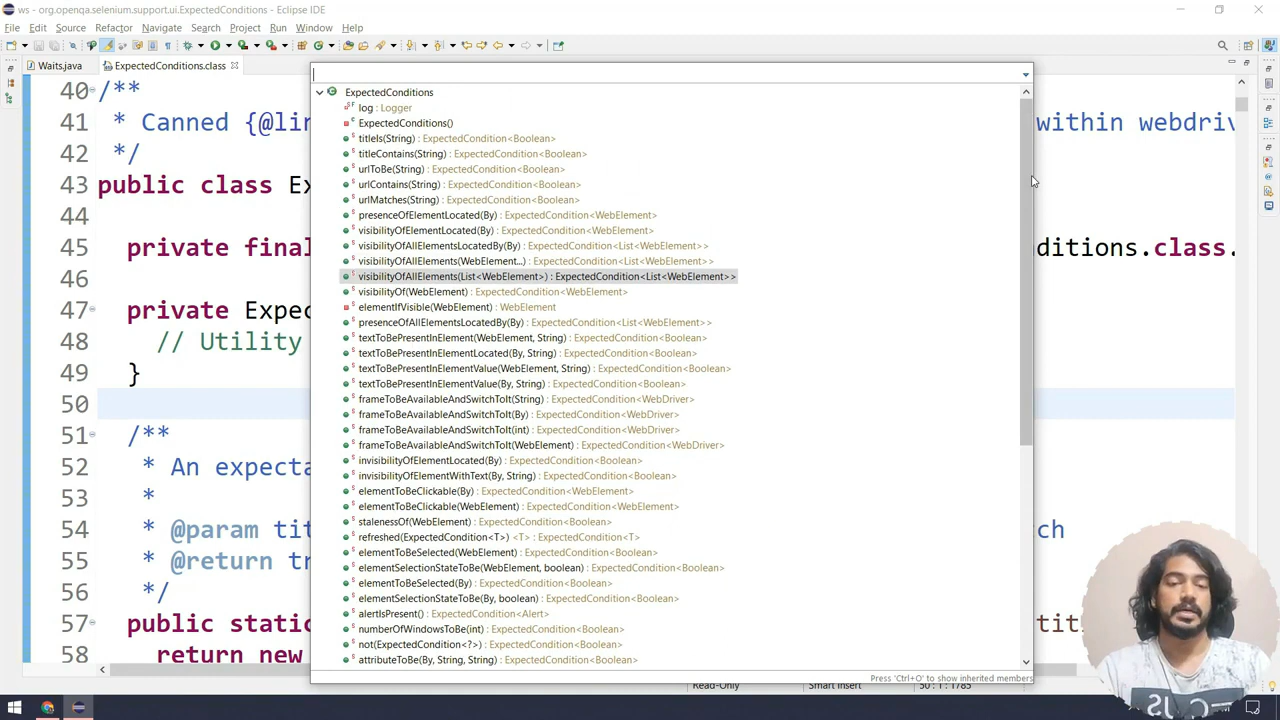 ws - org.openqa.selenium.support.ui.ExpectedConditions - Eclipse IDE
File Edit Source Refactor Navigate Search Project Run Window Help
Waits.java ExpectedConditions.class
ExpectedConditions
log : Logger
ExpectedConditions()
titleIs(String) : ExpectedCondition<Boolean>
titleContains(String) : ExpectedCondition<Boolean>
urlToBe(String) : ExpectedCondition<Boolean>
urlContains(String) : ExpectedCondition<Boolean>
urlMatches(String) : ExpectedCondition<Boolean>
presenceOfElementLocated(By) : ExpectedCondition<WebElement>
visibilityOfElementLocated(By) : ExpectedCondition<WebElement>
visibilityOfAllElementsLocatedBy(By) : ExpectedCondition<List<WebElement>>
visibilityOfAllElements(WebElement...) : ExpectedCondition<List<WebElement>>
visibilityOfAllElements(List<WebElement>) : ExpectedCondition<List<WebElement>>
visibilityOf(WebElement) : ExpectedCondition<WebElement>
elementIfVisible(WebElement) : WebElement
presenceOfAllElementsLocatedBy(By) : ExpectedCondition<List<WebElement>>
textToBePresentInElement(WebElement, String) : ExpectedCondition<Boolean>
textToBePresentInElementLocated(By, String) : ExpectedCondition<Boolean>
textToBePresentInElementValue(WebElement, String) : ExpectedCondition<Boolean>
textToBePresentInElementValue(By, String) : ExpectedCondition<Boolean>
frameToBeAvailableAndSwitchToIt(String) : ExpectedCondition<WebDriver>
frameToBeAvailableAndSwitchToIt(By) : ExpectedCondition<WebDriver>
frameToBeAvailableAndSwitchToIt(int) : ExpectedCondition<WebDriver>
frameToBeAvailableAndSwitchToIt(WebElement) : ExpectedCondition<WebDriver>
invisibilityOfElementLocated(By) : ExpectedCondition<Boolean>
invisibilityOfElementWithText(By, String) : ExpectedCondition<Boolean>
elementToBeClickable(By) : ExpectedCondition<WebElement>
elementToBeClickable(WebElement) : ExpectedCondition<WebElement>
stalenessOf(WebElement) : ExpectedCondition<Boolean>
refreshed(ExpectedCondition<T>) <T> : ExpectedCondition<T>
elementToBeSelected(WebElement) : ExpectedCondition<Boolean>
elementSelectionStateToBe(WebElement, boolean) : ExpectedCondition<Boolean>
elementToBeSelected(By) : ExpectedCondition<Boolean>
elementSelectionStateToBe(By, boolean) : ExpectedCondition<Boolean>
alertIsPresent() : ExpectedCondition<Alert>
numberOfWindowsToBe(int) : ExpectedCondition<Boolean>
not(ExpectedCondition<?>) : ExpectedCondition<Boolean>
attributeToBe(By, String, String) : ExpectedCondition<Boolean>
Press 'Ctrl+O' to show inherited members
40 /**
41 * Canned {@lin within webdriv
42 */
43 public class Ex
44
45 private final nditions.class.
46
47 private Expec
48 // Utility
49 }
50
51 /**
52 * An expecta
53 *
54 * @param tit ch
55 * @return tr
56 */
57 public static titl
58 return new
Read-Only Smart Insert 50 : 1 : 1785